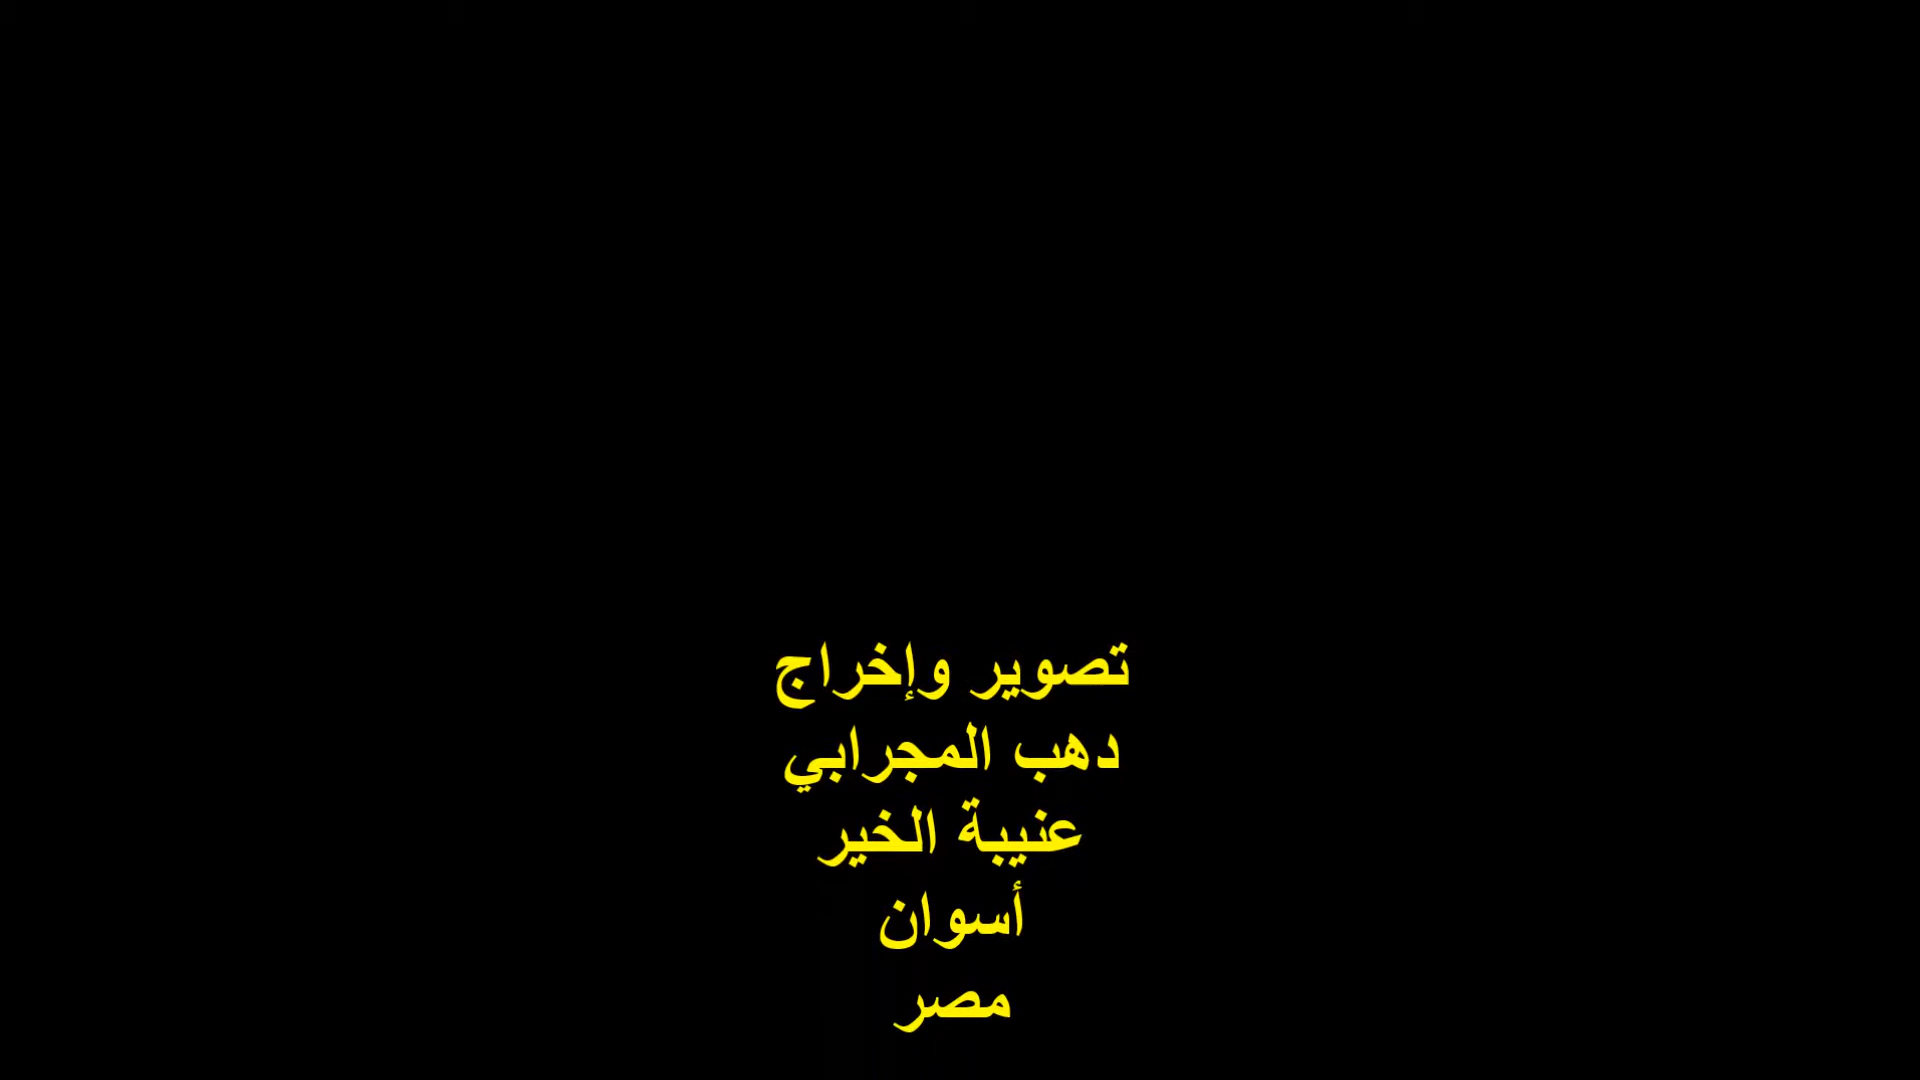 تصوير وإخراج
دهب المجرابي
عنيبة الخير
أسوان
مصر